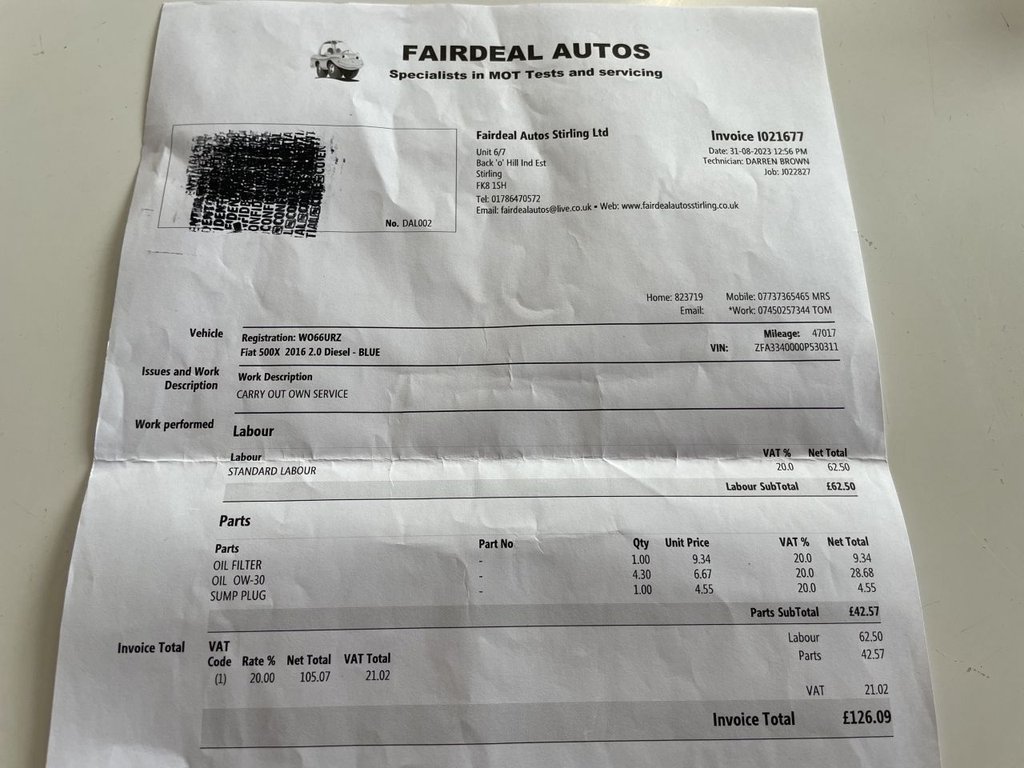 FAIRDEAL AUTOS
Specialists in MOT Tests and servicing
No. DAL002
Fairdeal Autos Stirling Ltd
Unit 6/7
Back 'o' Hill Ind Est
Stirling
FK8 1SH
Tel: 01786470572
Email: fairdealautos@live.co.uk • Web: www.fairdealautosstirling.co.uk
Invoice I021677
Date: 31-08-2023 12:56 PM
Technician: DARREN BROWN
Job: J022827
Home: 823719 Mobile: 07737365465 MRS
Email: *Work: 07450257344 TOM
Vehicle
Registration: WO66URZ Mileage: 47017
Fiat 500X 2016 2.0 Diesel - BLUE VIN: ZFA3340000P530311
Issues and Work Description
Work Description
CARRY OUT OWN SERVICE
Work performed
Labour
Labour VAT % Net Total
STANDARD LABOUR 20.0 62.50
Labour SubTotal £62.50
Parts
Parts Part No Qty Unit Price VAT % Net Total
OIL FILTER - 1.00 9.34 20.0 9.34
OIL OW-30 - 4.30 6.67 20.0 28.68
SUMP PLUG - 1.00 4.55 20.0 4.55
Parts SubTotal £42.57
Invoice Total
VAT Code Rate % Net Total VAT Total
(1) 20.00 105.07 21.02
Labour 62.50
Parts 42.57
VAT 21.02
Invoice Total £126.09